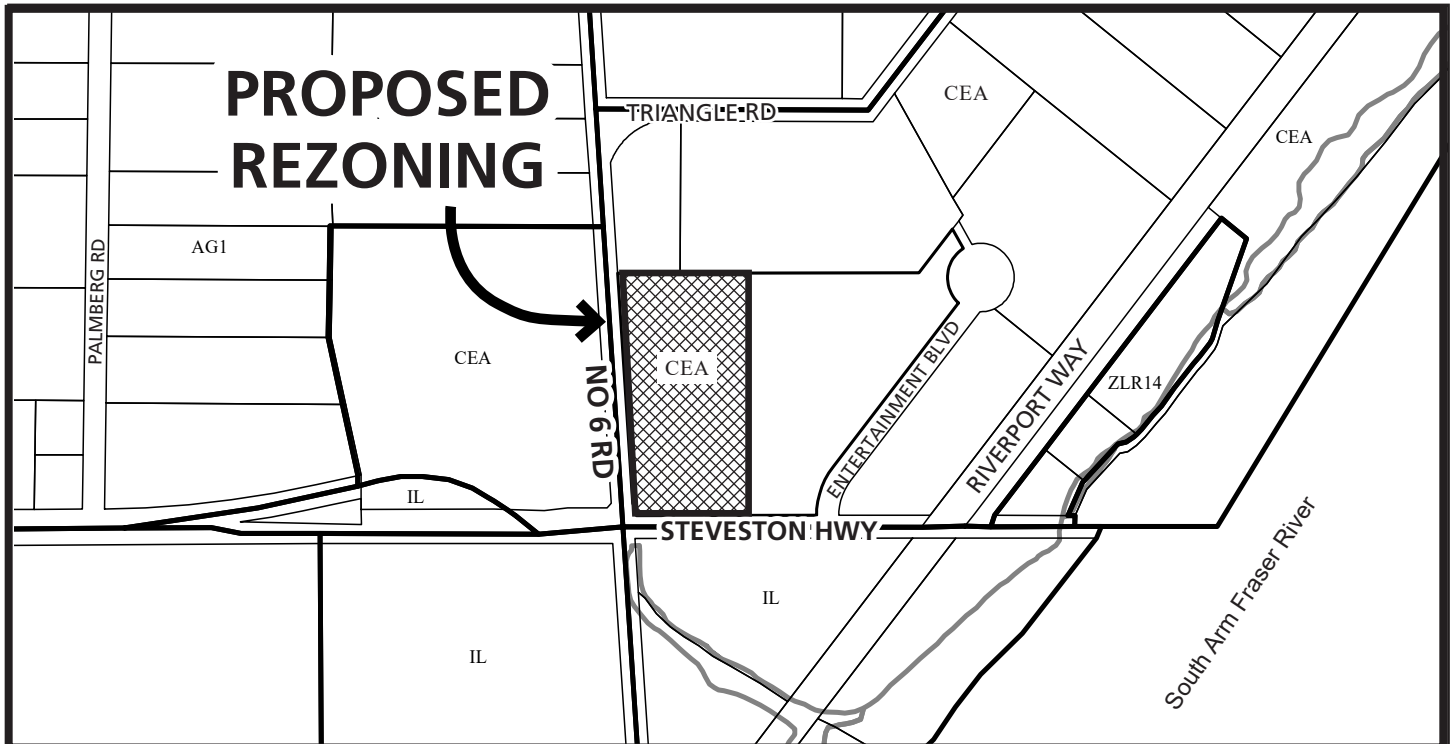 PROPOSED
REZONING
TRIANGLE RD
CEA
CEA
AG1
PALMBERG RD
CEA
NO 6 RD
CEA
ENTERTAINMENT BLVD
RIVERPORT WAY
ZLR14
IL
STEVESTON HWY
IL
IL
South Arm Fraser River